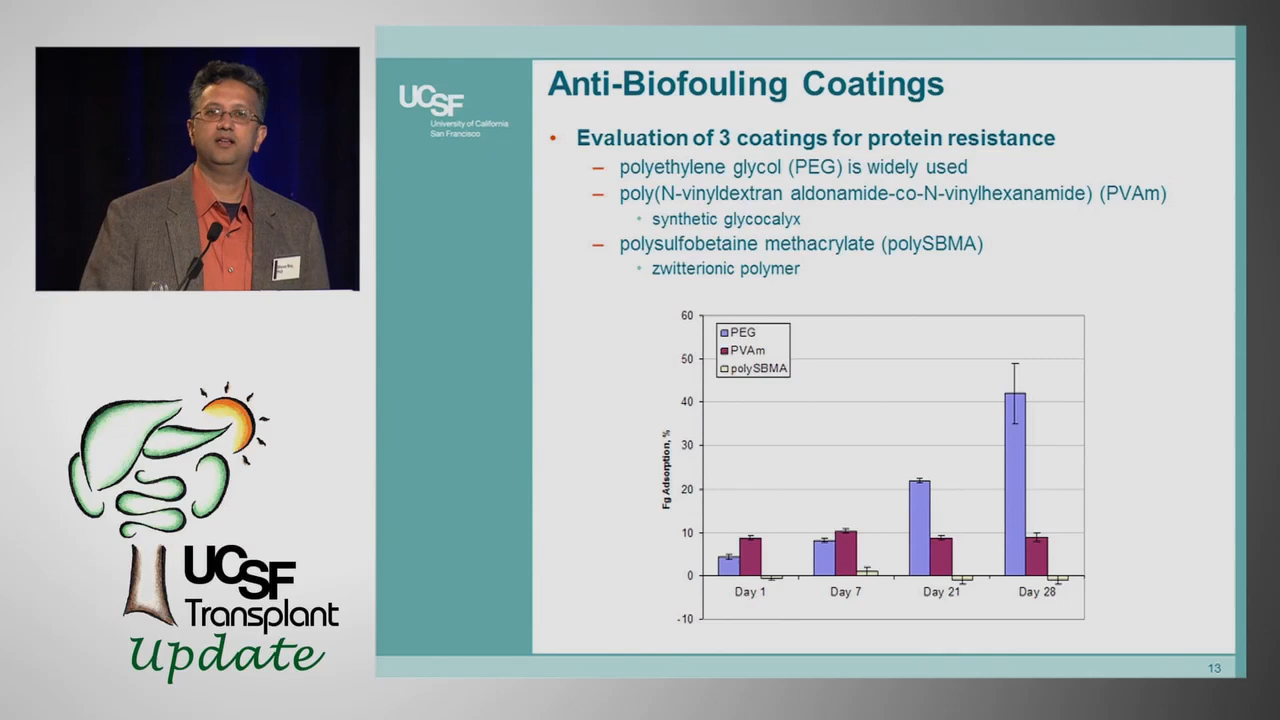 UCSF
University of California
San Francisco
Anti-Biofouling Coatings
• Evaluation of 3 coatings for protein resistance
– polyethylene glycol (PEG) is widely used
– poly(N-vinyldextran aldonamide-co-N-vinylhexanamide) (PVAm)
• synthetic glycocalyx
– polysulfobetaine methacrylate (polySBMA)
• zwitterionic polymer
60
50
40
30
20
10
0
-10
Fg Adsorption, %
PEG
PVAm
polySBMA
Day 1
Day 7
Day 21
Day 28
13
UCSF
Transplant
Update